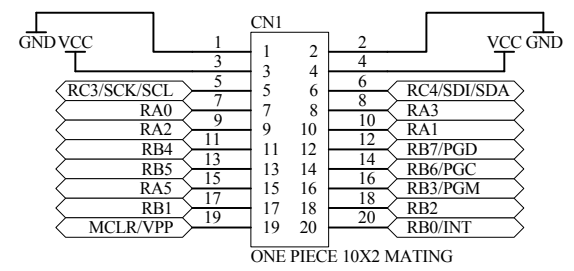 CN1
GND VCC 1 1 2 2 VCC GND
3 3 4 4
RC3/SCK/SCL 5 5 6 6 RC4/SDI/SDA
RA0 7 7 8 8 RA3
RA2 9 9 10 10 RA1
RB4 11 11 12 12 RB7/PGD
RB5 13 13 14 14 RB6/PGC
RA5 15 15 16 16 RB3/PGM
RB1 17 17 18 18 RB2
MCLR/VPP 19 19 20 20 RB0/INT
ONE PIECE 10X2 MATING